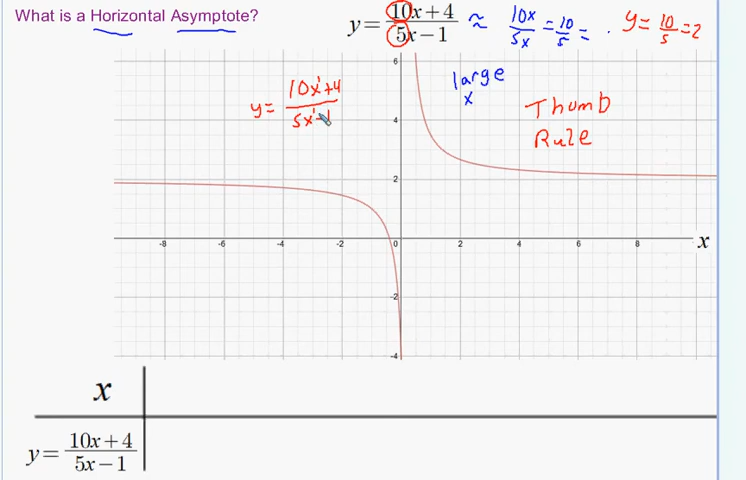 What is a Horizontal Asymptote?
y = 10x + 4 / 5x − 1 ≈ 10x / 5x = 10 / 5 = . y = 10 / 5 = 2
large
x
y = 10x¹+4 / 5x¹-1
Thumb
Rule
6
4
2
-8 -6 -4 -2 0 2 4 6 8 x
-2
-4
x
y = 10x + 4 / 5x − 1